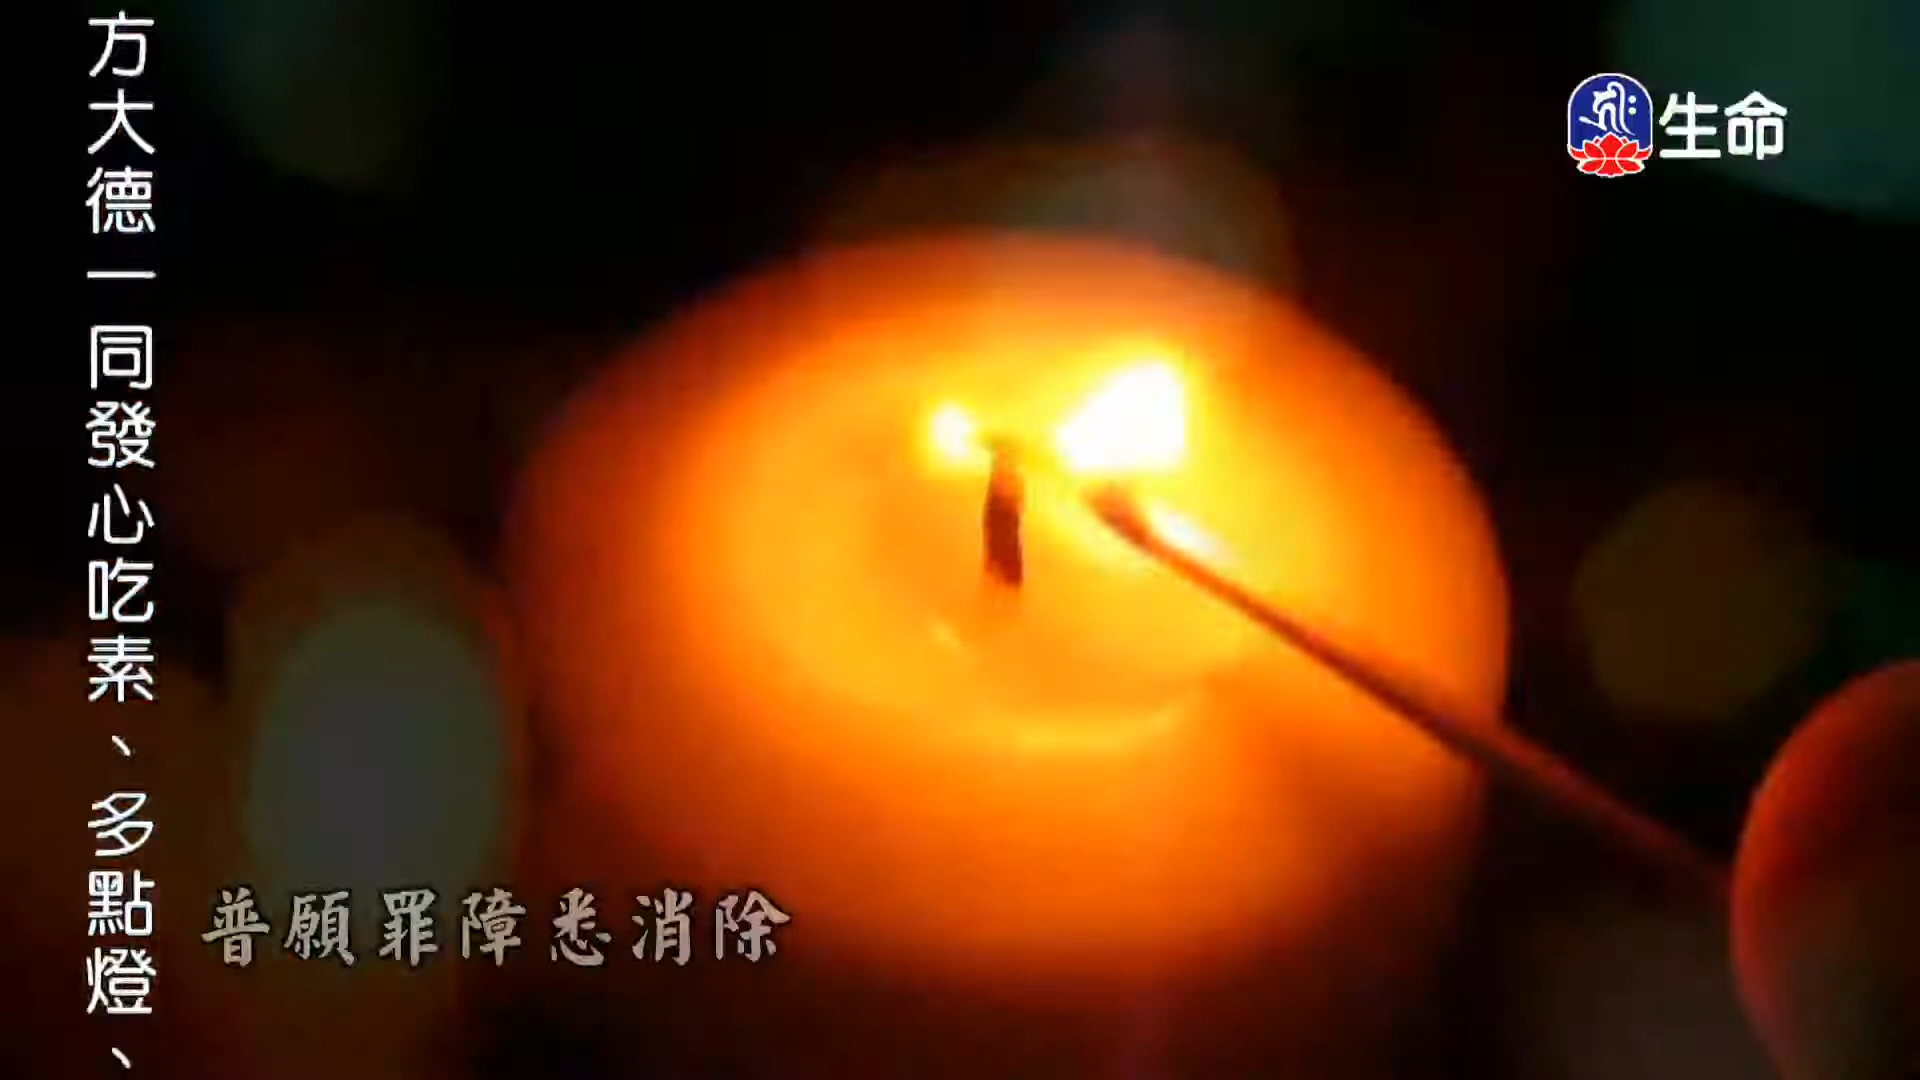 方大德一同發心吃素、多點燈、
生命
普願罪障悉消除